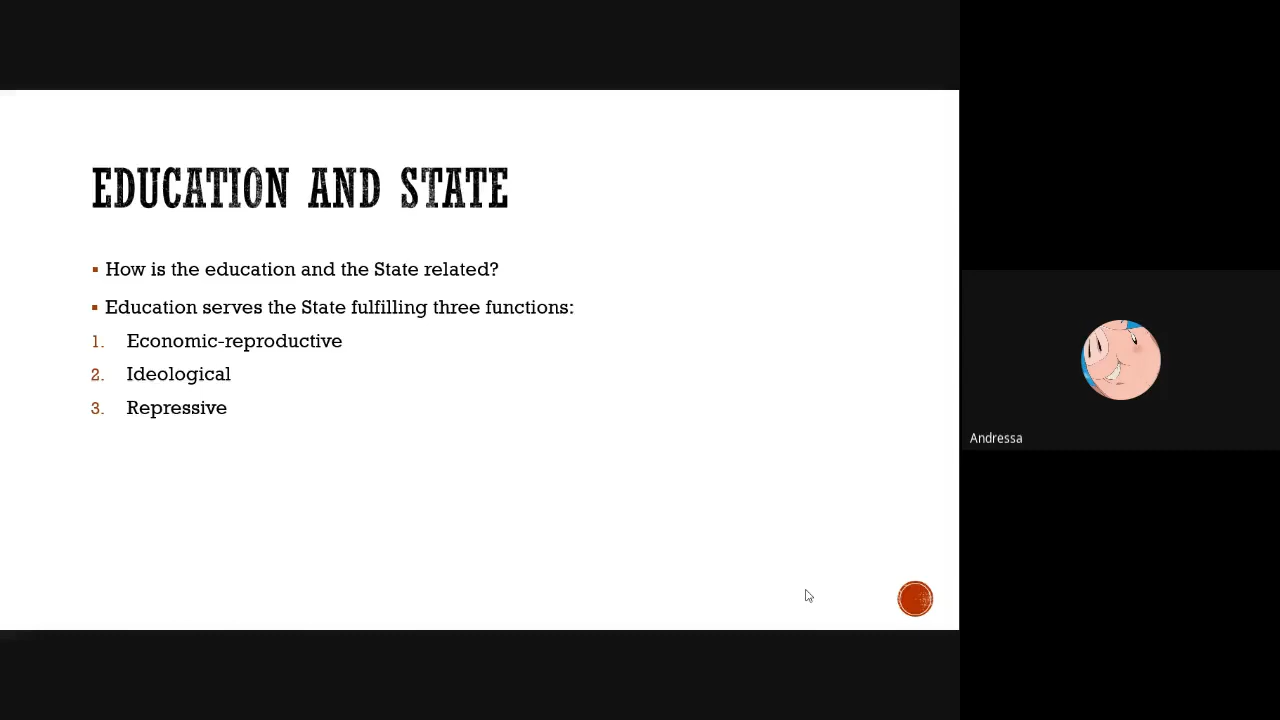 EDUCATION AND STATE
▪ How is the education and the State related?
▪ Education serves the State fulfilling three functions:
1. Economic-reproductive
2. Ideological
3. Repressive
Andressa